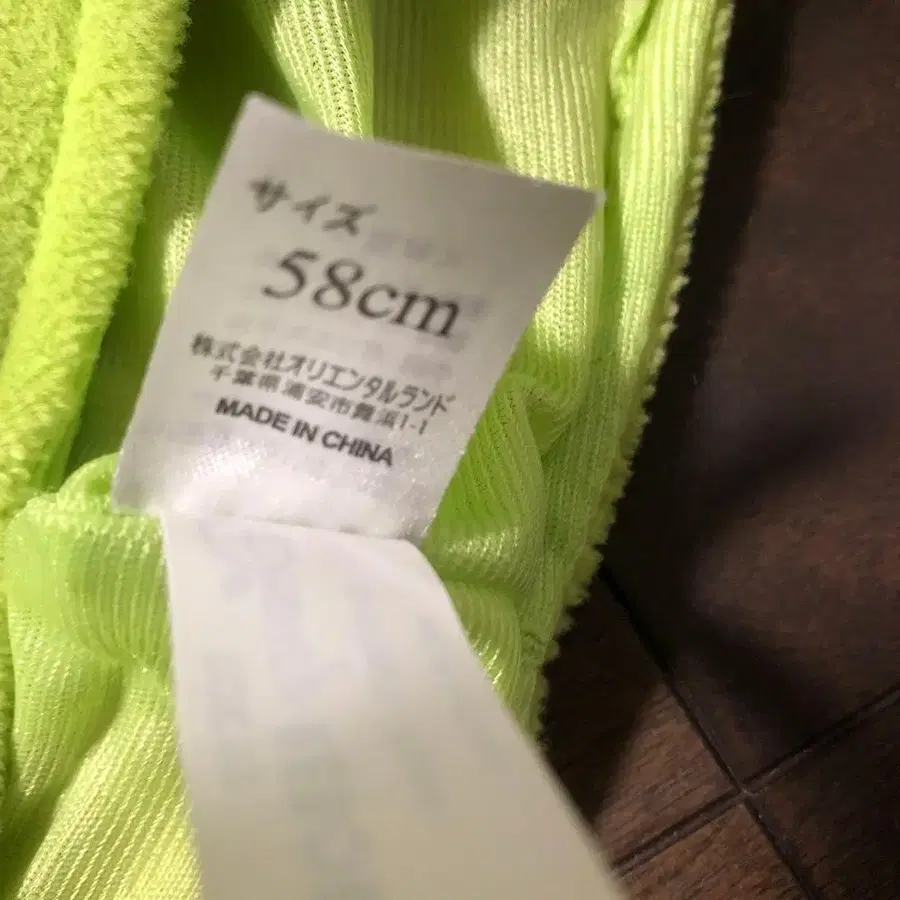 サイズ
58cm
株式会社オリエンタルランド
千葉県浦安市舞浜1-1
MADE IN CHINA